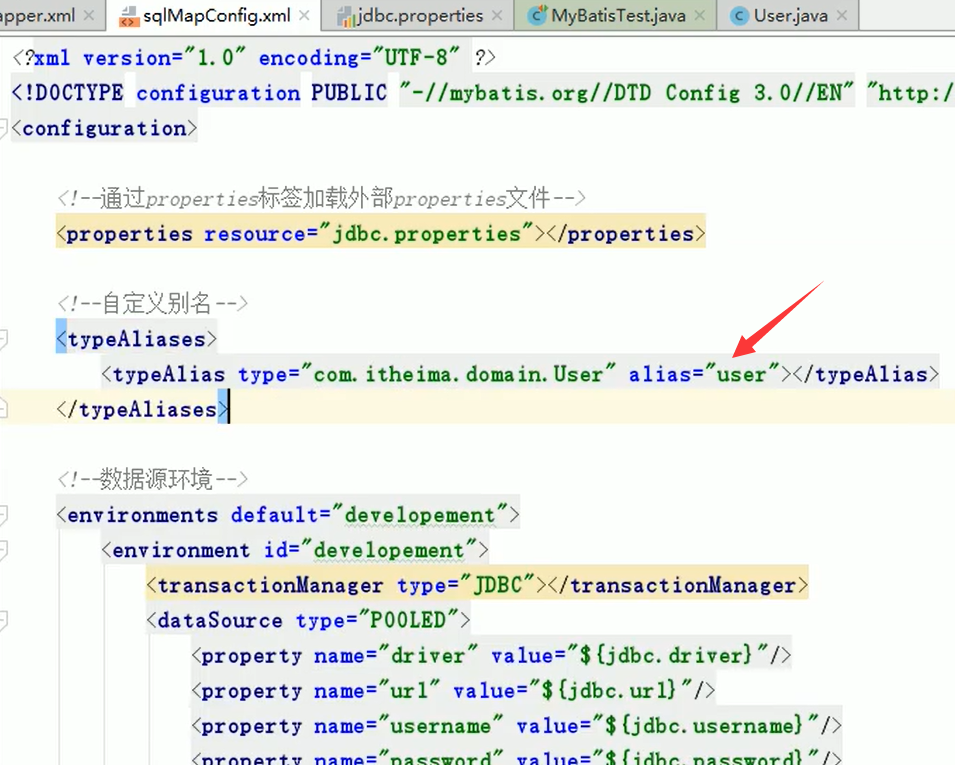 apper.xml × sqlMapConfig.xml × jdbc.properties × MyBatisTest.java × User.java ×
<?xml version="1.0" encoding="UTF-8" ?>
<!DOCTYPE configuration PUBLIC "-//mybatis.org//DTD Config 3.0//EN" "http:/
<configuration>
<!--通过properties标签加载外部properties文件-->
<properties resource="jdbc.properties"></properties>
<!--自定义别名-->
<typeAliases>
<typeAlias type="com.itheima.domain.User" alias="user"></typeAlias>
</typeAliases>
<!--数据源环境-->
<environments default="developement">
<environment id="developement">
<transactionManager type="JDBC"></transactionManager>
<dataSource type="POOLED">
<property name="driver" value="${jdbc.driver}"/>
<property name="url" value="${jdbc.url}"/>
<property name="username" value="${jdbc.username}"/>
<property name="password" value="${jdbc.password}"/>